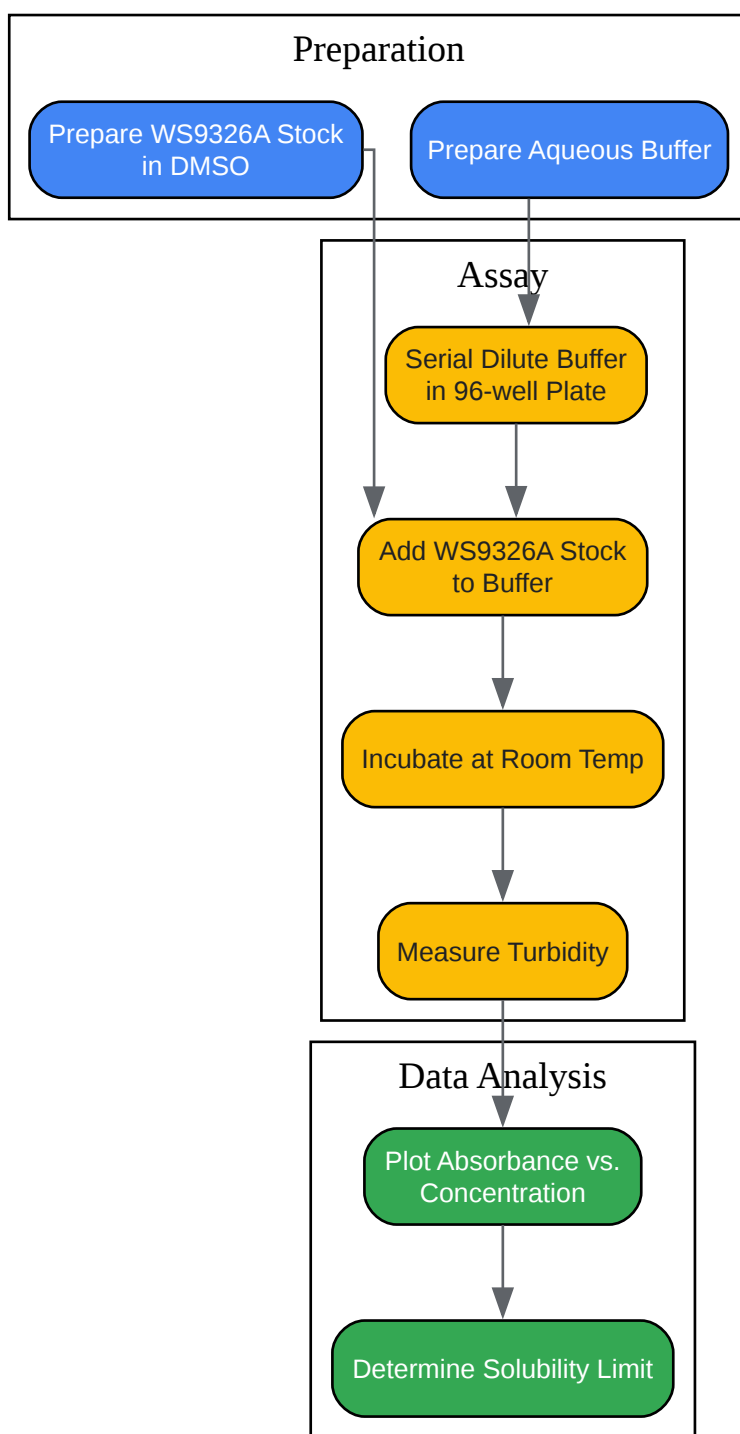 Preparation
Prepare WS9326A Stock
in DMSO
Prepare Aqueous Buffer
Assay
Serial Dilute Buffer
in 96-well Plate
Add WS9326A Stock
to Buffer
Incubate at Room Temp
Measure Turbidity
Data Analysis
Plot Absorbance vs.
Concentration
Determine Solubility Limit